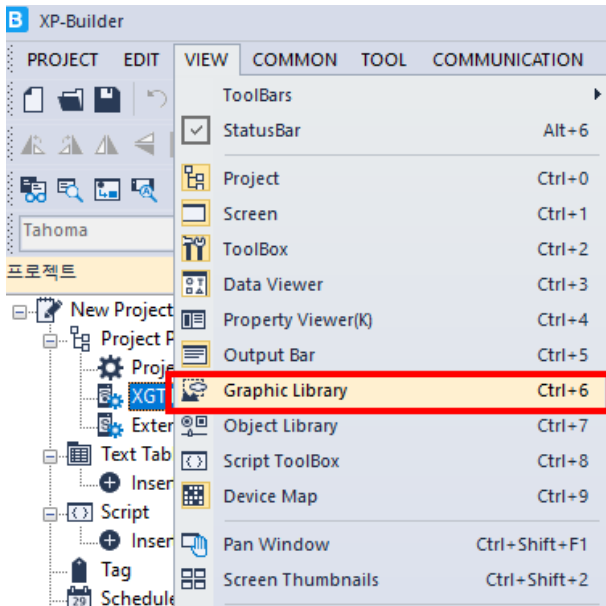 B XP-Builder
PROJECT EDIT VIEW COMMON TOOL COMMUNICATION
ToolBars
StatusBar Alt+6
Project Ctrl+0
Screen Ctrl+1
Tahoma
ToolBox Ctrl+2
프로젝트
Data Viewer Ctrl+3
New Project
Property Viewer(K) Ctrl+4
Project P
Output Bar Ctrl+5
Proje
XGT
Graphic Library Ctrl+6
Exter
Object Library Ctrl+7
Text Tab
Script ToolBox Ctrl+8
Inser
Device Map Ctrl+9
Script
Inser
Pan Window Ctrl+Shift+F1
Tag
Screen Thumbnails Ctrl+Shift+2
29 Schedule